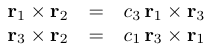 r₁ × r₂ = c₃ r₁ × r₃
r₃ × r₂ = c₁ r₃ × r₁